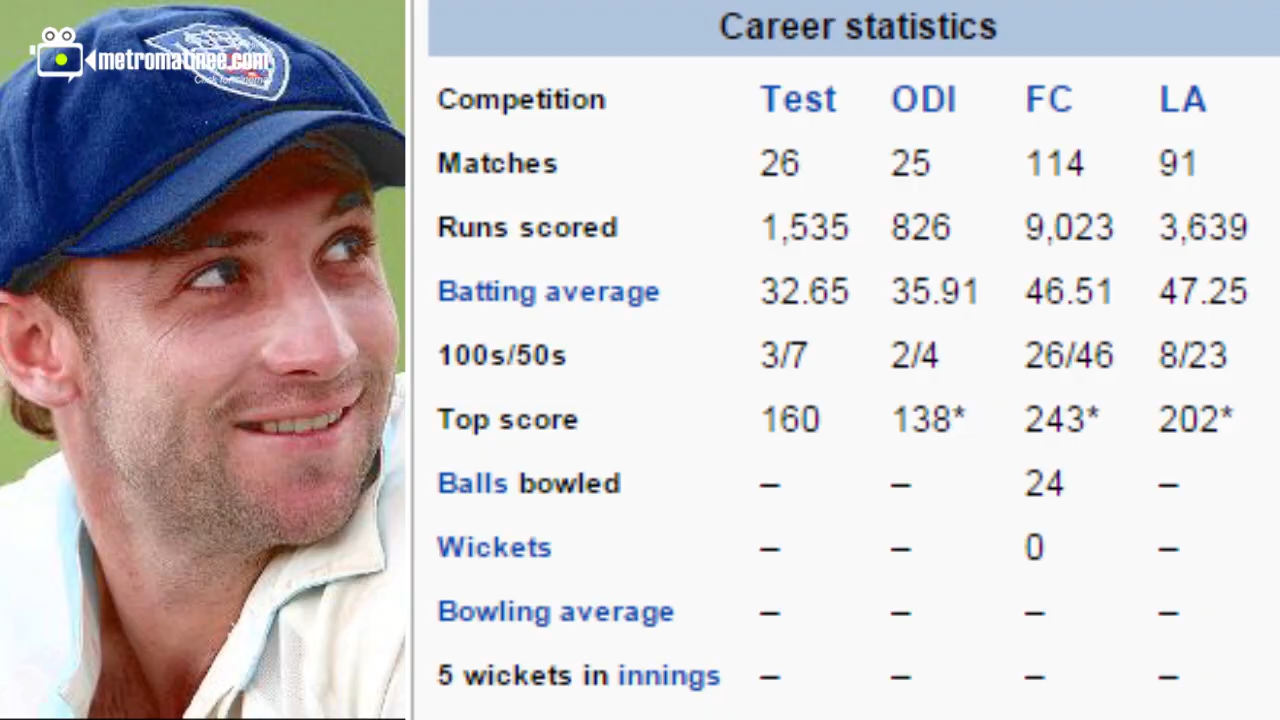 metromatinee.com
Click for cinema
Career statistics
Competition Test ODI FC LA
Matches 26 25 114 91
Runs scored 1,535 826 9,023 3,639
Batting average 32.65 35.91 46.51 47.25
100s/50s 3/7 2/4 26/46 8/23
Top score 160 138* 243* 202*
Balls bowled – – 24 –
Wickets – – 0 –
Bowling average – – – –
5 wickets in innings – – – –